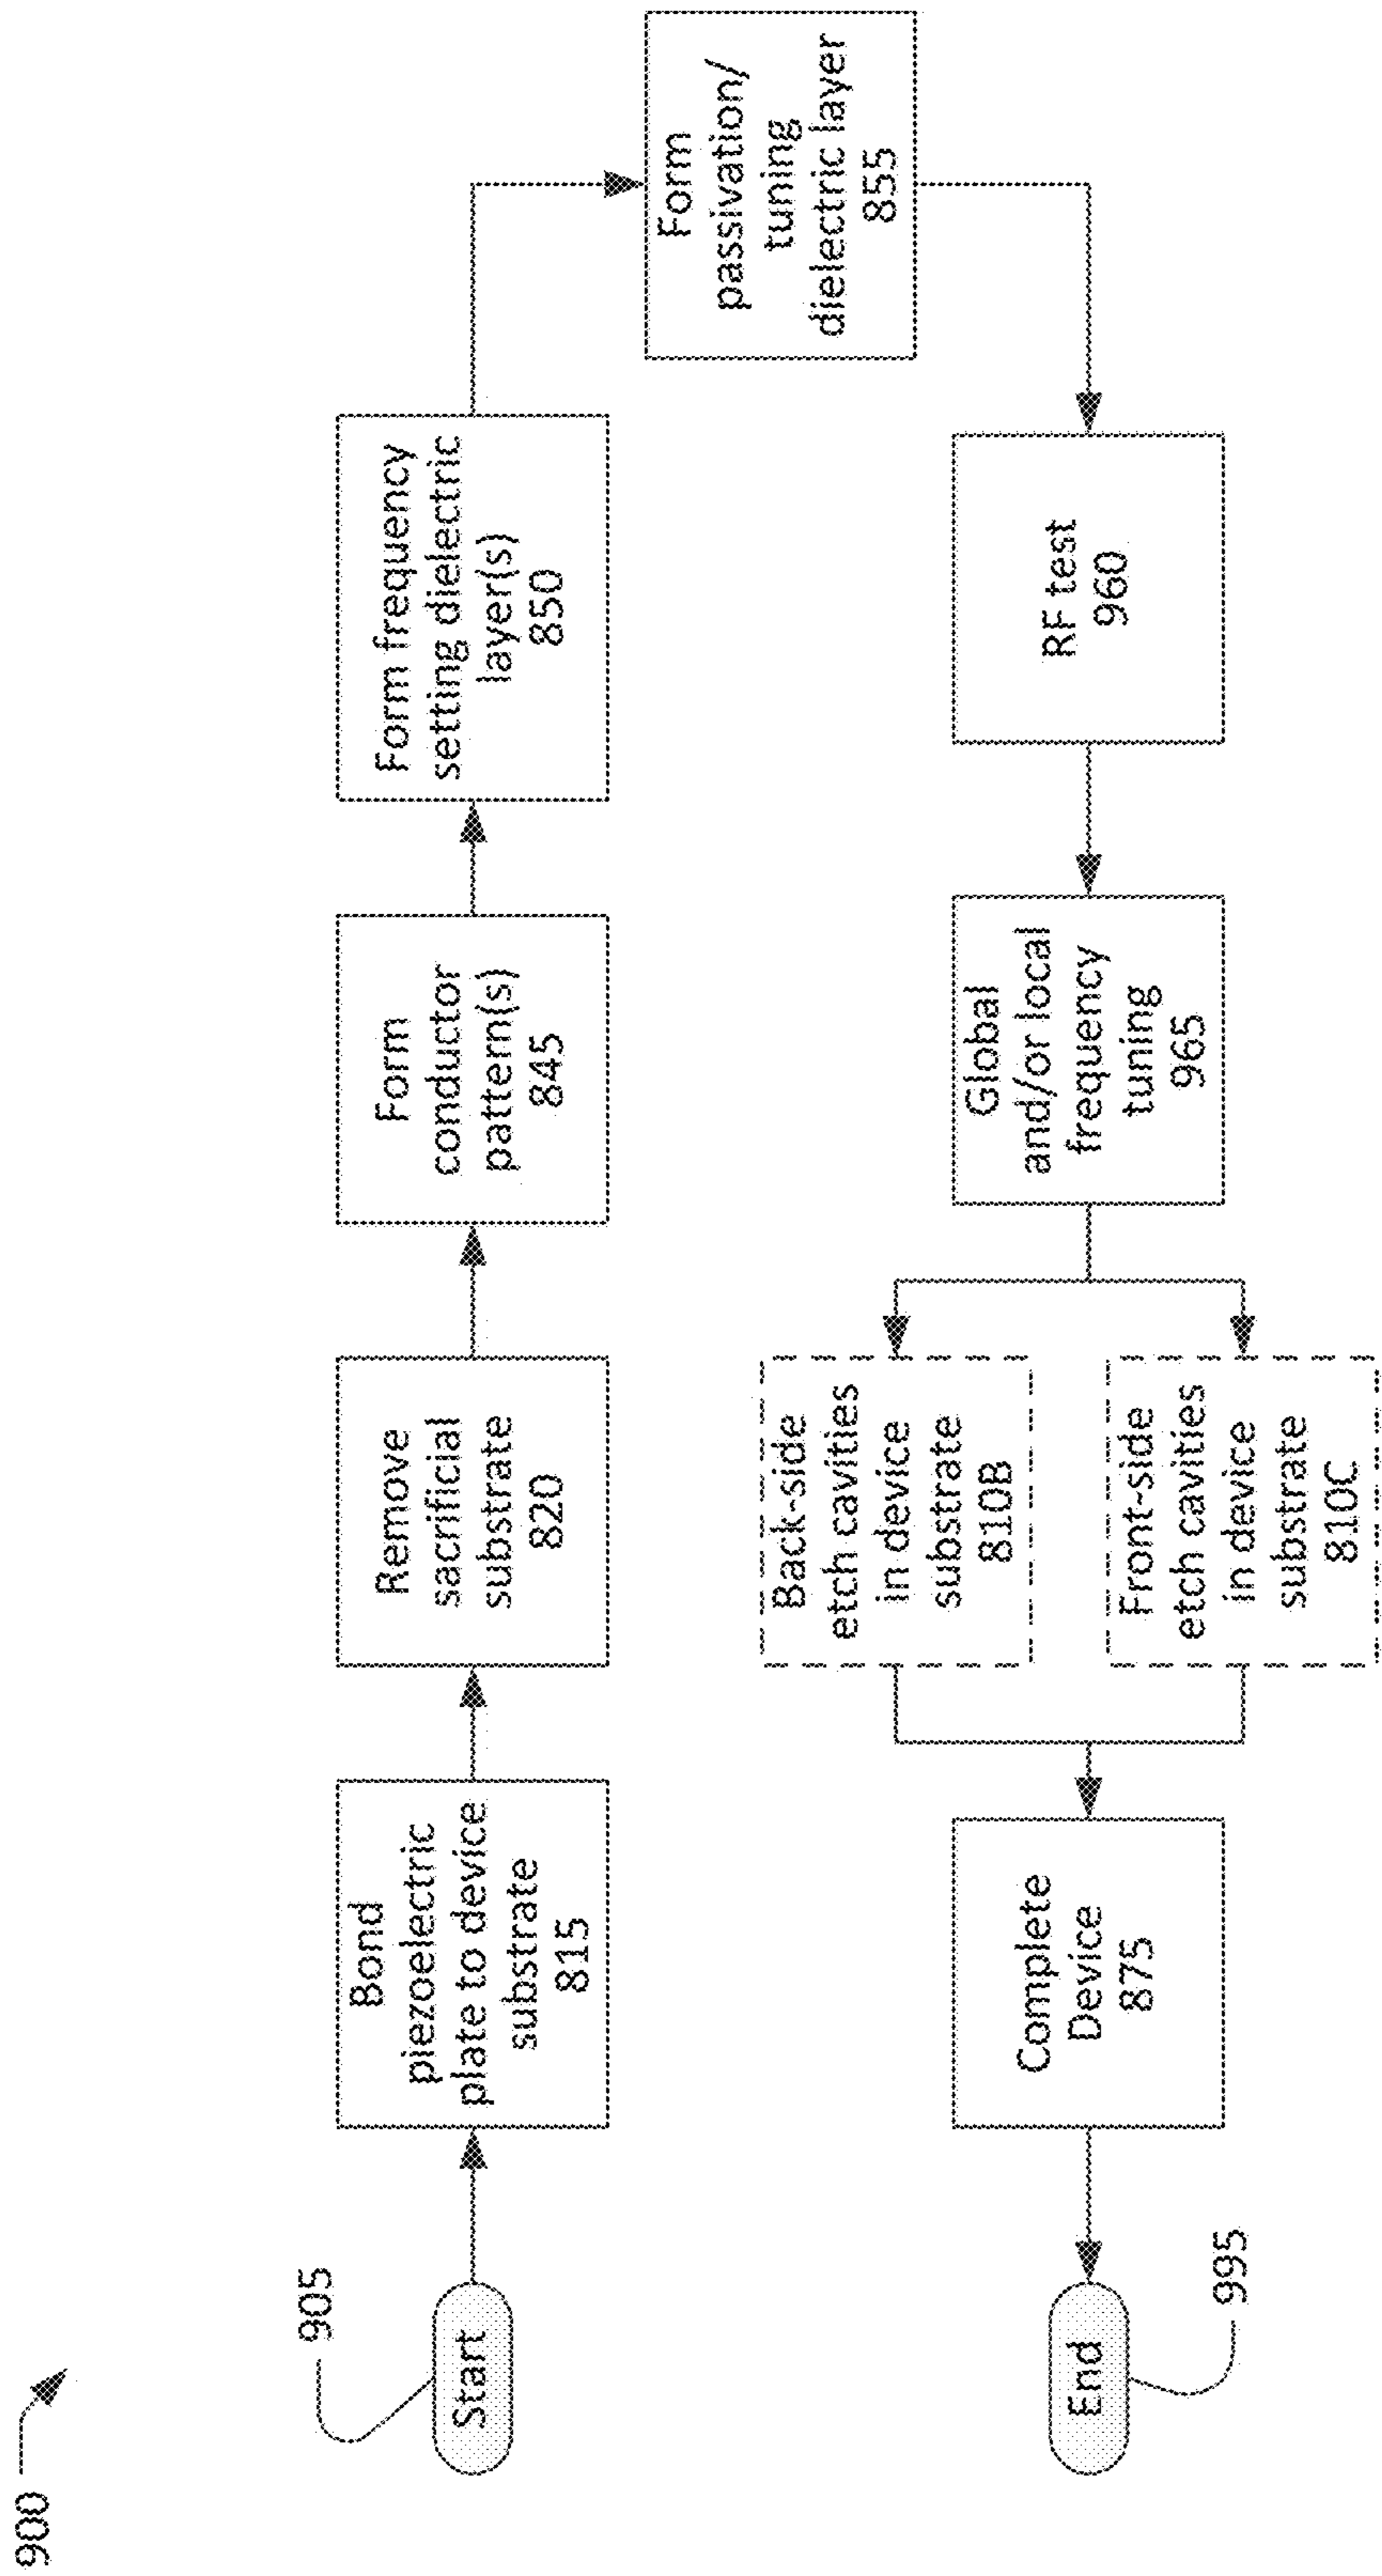 900
905
Start
Bond
piezoelectric
plate to device
substrate
815
Remove
sacrificial
substrate
820
Form
conductor
pattern(s)
845
Form frequency
setting dielectric
layer(s)
850
Form
passivation/
tuning
dielectric layer
855
RF test
960
Global
and/or local
frequency
tuning
965
Back-side
etch cavities
in device
substrate
810B
Front-side
etch cavities
in device
substrate
810C
Complete
Device
875
End
995